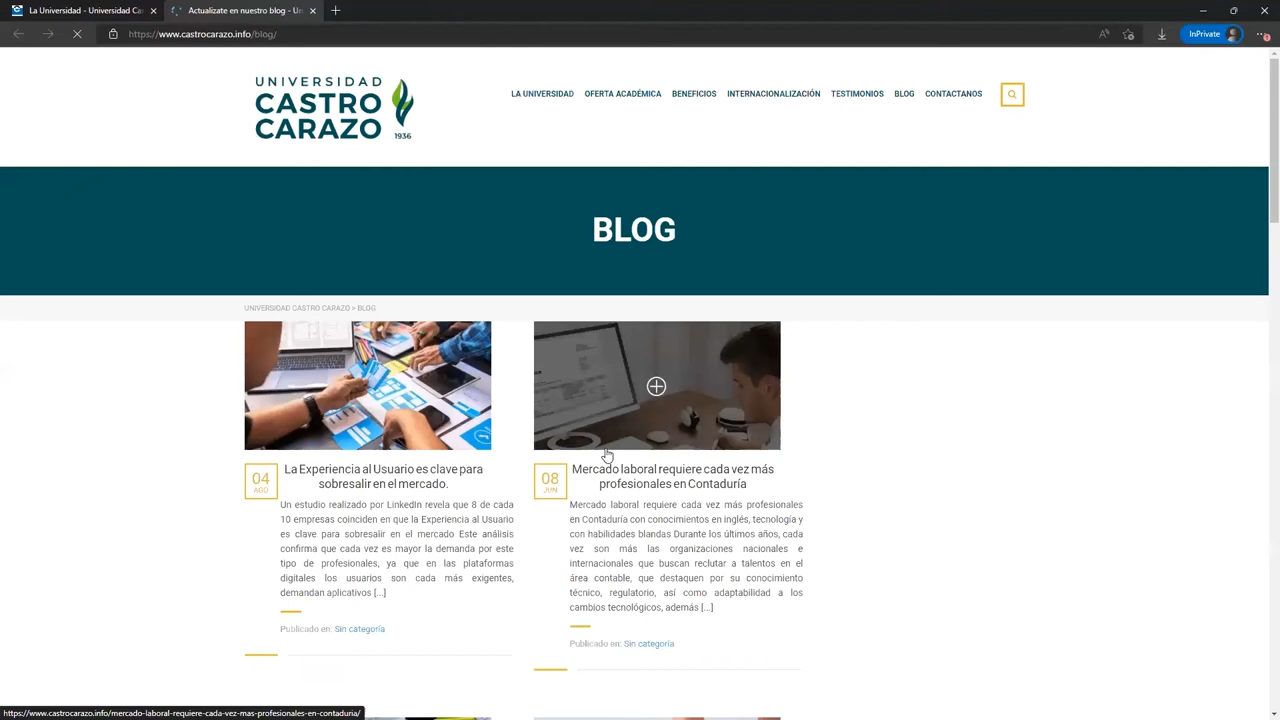 La Universidad - Universidad Cas
Actualízate en nuestro blog - Un
https://www.castrocarazo.info/blog/
InPrivate
UNIVERSIDAD
CASTRO
CARAZO
1936
LA UNIVERSIDAD OFERTA ACADÉMICA BENEFICIOS INTERNACIONALIZACIÓN TESTIMONIOS BLOG CONTACTANOS
BLOG
UNIVERSIDAD CASTRO CARAZO > BLOG
04
AGO
La Experiencia al Usuario es clave para
sobresalir en el mercado.
Un estudio realizado por LinkedIn revela que 8 de cada
10 empresas coinciden en que la Experiencia al Usuario
es clave para sobresalir en el mercado Este análisis
confirma que cada vez es mayor la demanda por este
tipo de profesionales, ya que en las plataformas
digitales los usuarios son cada más exigentes,
demandan aplicativos [...]
Publicado en: Sin categoría
08
JUN
Mercado laboral requiere cada vez más
profesionales en Contaduría
Mercado laboral requiere cada vez más profesionales
en Contaduría con conocimientos en inglés, tecnología y
con habilidades blandas Durante los últimos años, cada
vez son más las organizaciones nacionales e
internacionales que buscan reclutar a talentos en el
área contable, que destaquen por su conocimiento
técnico, regulatorio, así como adaptabilidad a los
cambios tecnológicos, además [...]
Publicado en: Sin categoría
https://www.castrocarazo.info/mercado-laboral-requiere-cada-vez-mas-profesionales-en-contaduria/